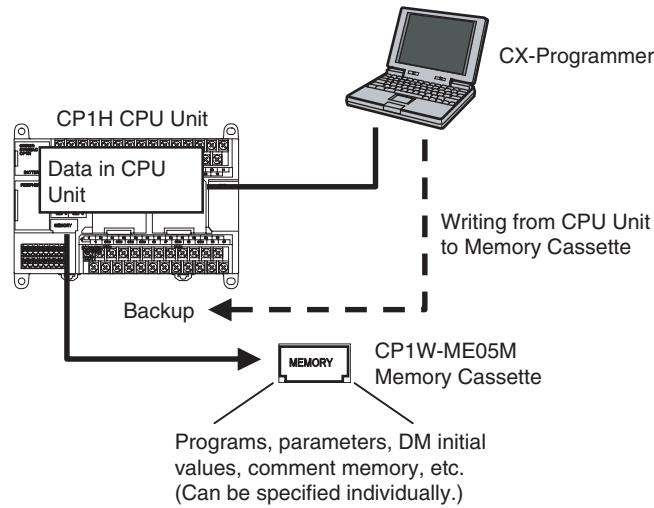 CX-Programmer
CP1H CPU Unit
Data in CPU
Unit
MEMORY
Writing from CPU Unit
to Memory Cassette
Backup
MEMORY
CP1W-ME05M
Memory Cassette
Programs, parameters, DM initial
values, comment memory, etc.
(Can be specified individually.)